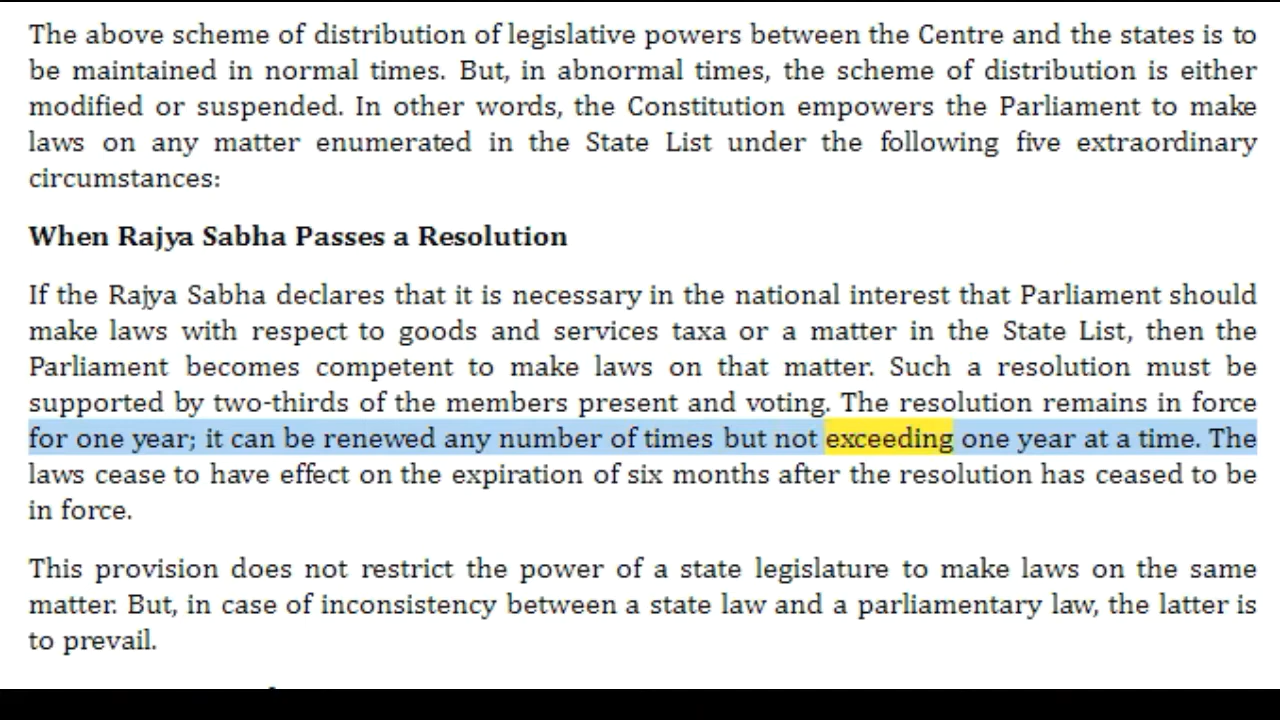 The above scheme of distribution of legislative powers between the Centre and the states is to
be maintained in normal times. But, in abnormal times, the scheme of distribution is either
modified or suspended. In other words, the Constitution empowers the Parliament to make
laws on any matter enumerated in the State List under the following five extraordinary
circumstances:
When Rajya Sabha Passes a Resolution
If the Rajya Sabha declares that it is necessary in the national interest that Parliament should
make laws with respect to goods and services taxa or a matter in the State List, then the
Parliament becomes competent to make laws on that matter. Such a resolution must be
supported by two-thirds of the members present and voting. The resolution remains in force
for one year; it can be renewed any number of times but not exceeding one year at a time. The
laws cease to have effect on the expiration of six months after the resolution has ceased to be
in force.
This provision does not restrict the power of a state legislature to make laws on the same
matter. But, in case of inconsistency between a state law and a parliamentary law, the latter is
to prevail.